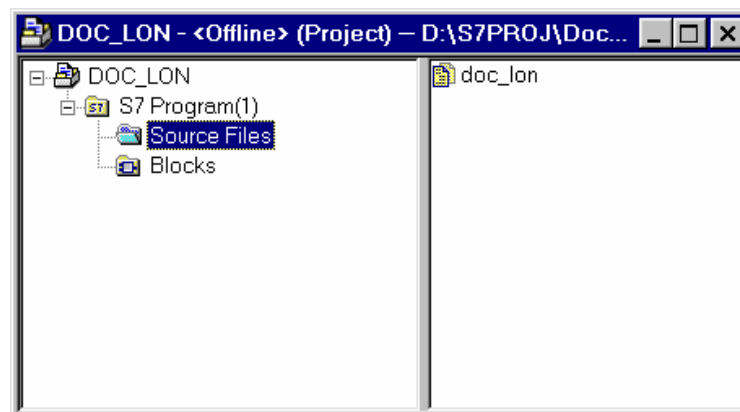 DOC_LON - <Offline> (Project) — D:\S7PROJ\Doc...
DOC_LON
doc_lon
S7 Program(1)
Source Files
Blocks